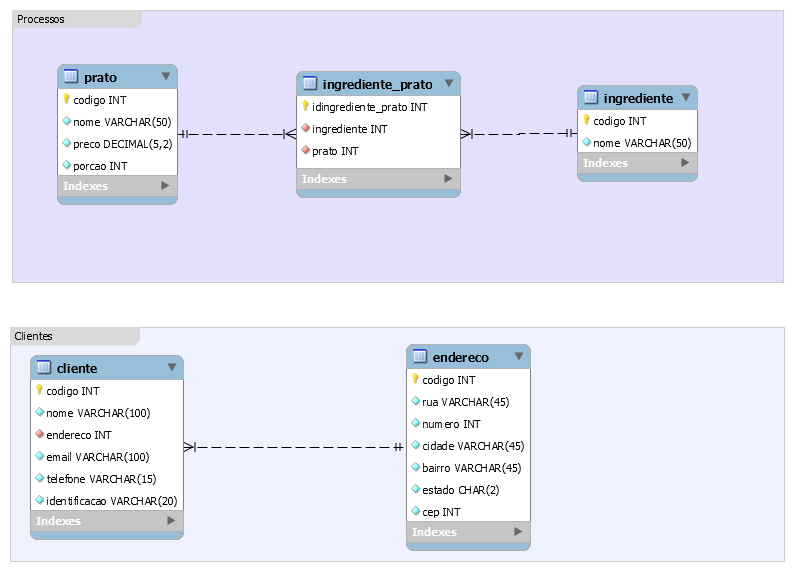 Processos
prato
codigo INT
nome VARCHAR(50)
preco DECIMAL(5,2)
porcao INT
Indexes
ingrediente_prato
idingrediente_prato INT
ingrediente INT
prato INT
Indexes
ingrediente
codigo INT
nome VARCHAR(50)
Indexes
Clientes
cliente
codigo INT
nome VARCHAR(100)
endereco INT
email VARCHAR(100)
telefone VARCHAR(15)
identificacao VARCHAR(20)
Indexes
endereco
codigo INT
rua VARCHAR(45)
numero INT
cidade VARCHAR(45)
bairro VARCHAR(45)
estado CHAR(2)
cep INT
Indexes